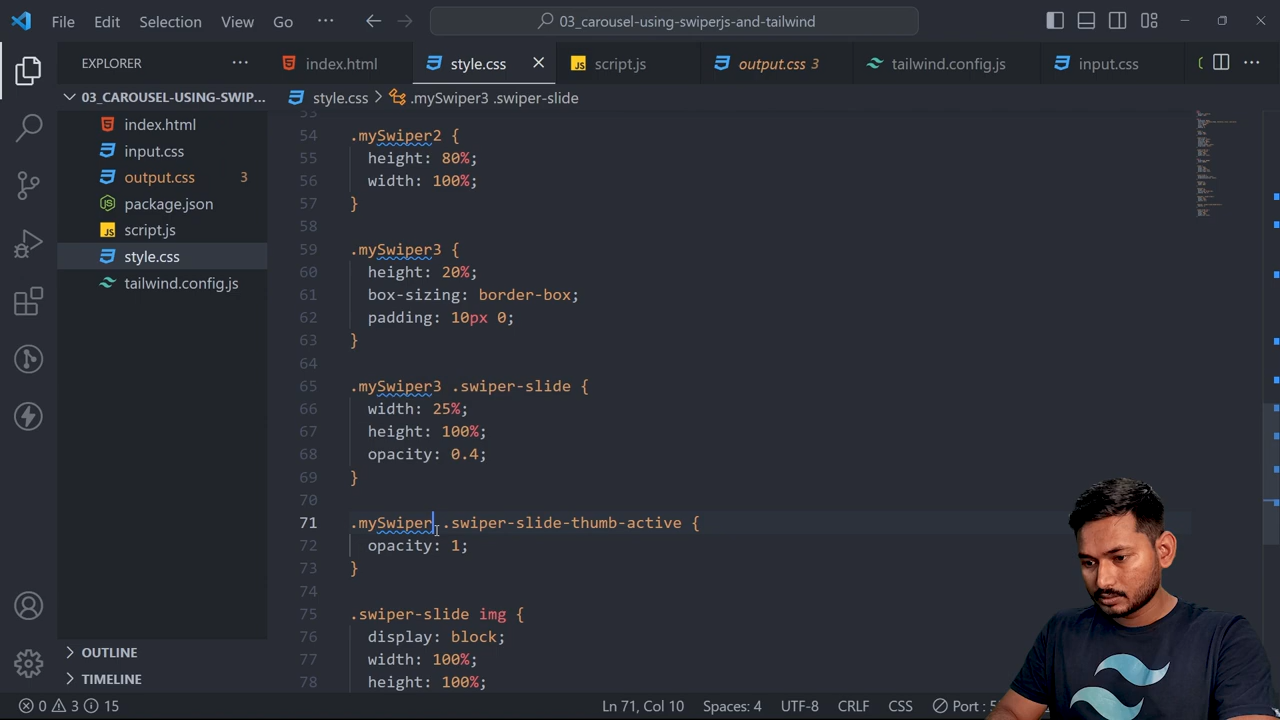 File Edit Selection View Go ··· 03_carousel-using-swiperjs-and-tailwind
EXPLORER ··· index.html style.css script.js output.css 3 tailwind.config.js input.css
03_CAROUSEL-USING-SWIP...
index.html
input.css
output.css 3
package.json
script.js
style.css
tailwind.config.js
OUTLINE
TIMELINE
style.css > .mySwiper3 .swiper-slide
53
54 .mySwiper2 {
55 height: 80%;
56 width: 100%;
57 }
58
59 .mySwiper3 {
60 height: 20%;
61 box-sizing: border-box;
62 padding: 10px 0;
63 }
64
65 .mySwiper3 .swiper-slide {
66 width: 25%;
67 height: 100%;
68 opacity: 0.4;
69 }
70
71 .mySwiper .swiper-slide-thumb-active {
72 opacity: 1;
73 }
74
75 .swiper-slide img {
76 display: block;
77 width: 100%;
78 height: 100%;
0 3 15 Ln 71, Col 10 Spaces: 4 UTF-8 CRLF CSS Port : 5